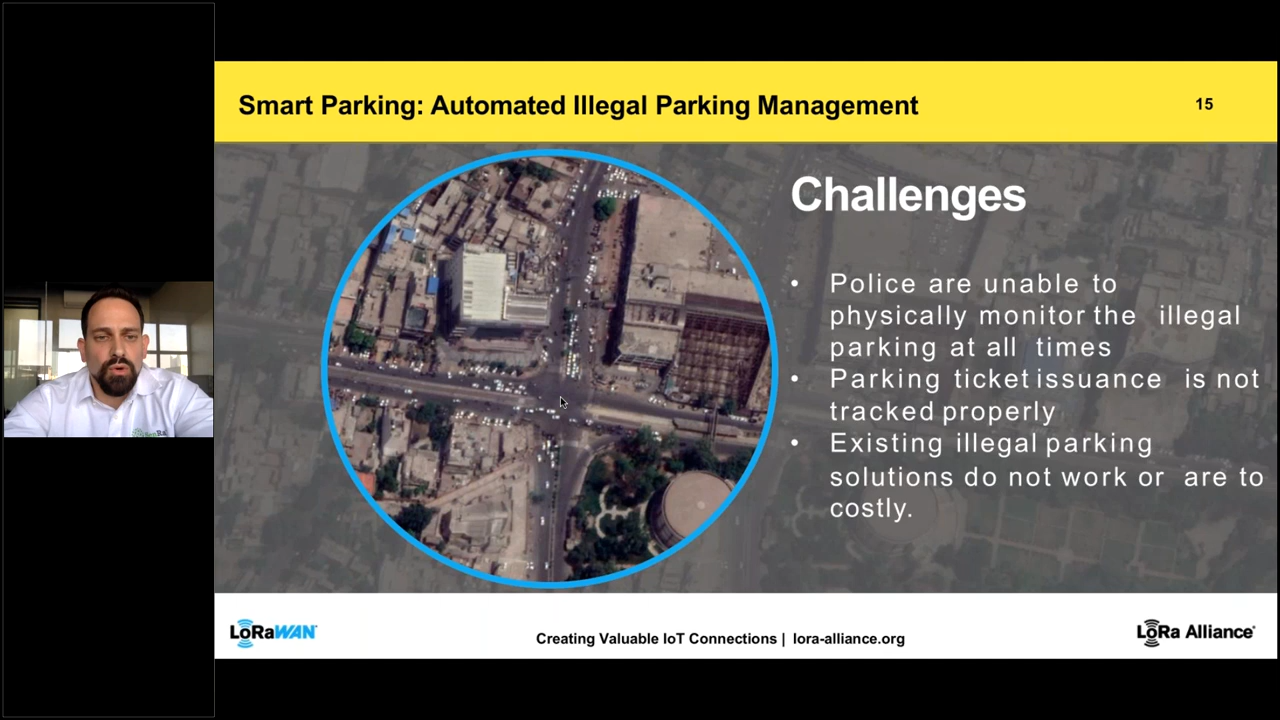 Smart Parking: Automated Illegal Parking Management
15
Challenges
• Police are unable to
physically monitor the illegal
parking at all times
• Parking ticket issuance is not
tracked properly
• Existing illegal parking
solutions do not work or are to
costly.
LoRaWAN
Creating Valuable IoT Connections | lora-alliance.org
LoRa Alliance